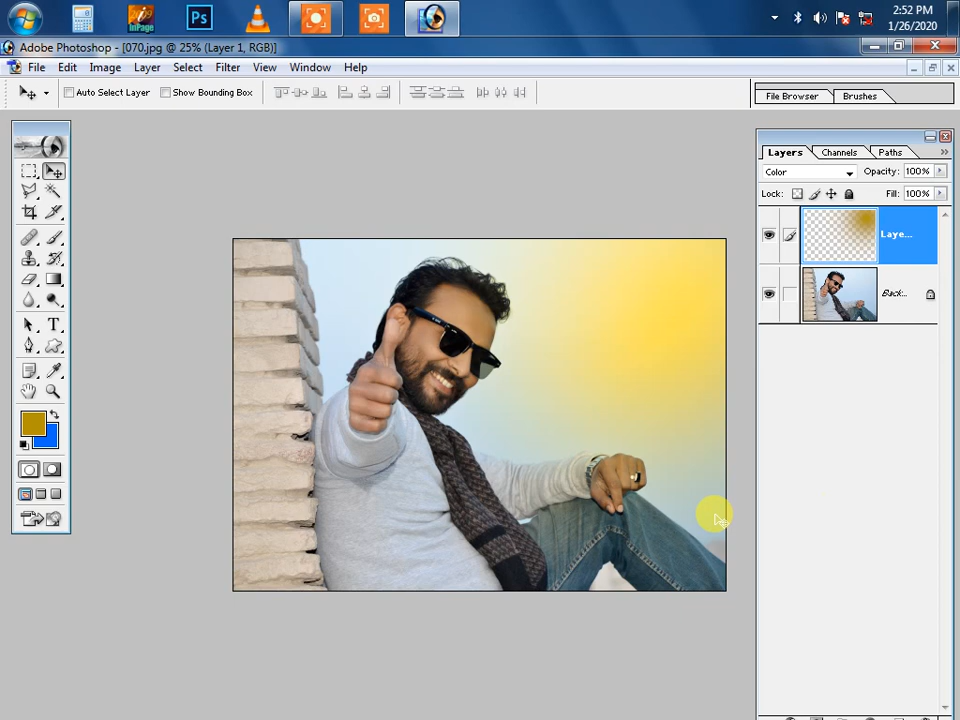 Ps
2:52 PM
1/26/2020
Adobe Photoshop - [070.jpg @ 25% (Layer 1, RGB)]
File Edit Image Layer Select Filter View Window Help
Auto Select Layer Show Bounding Box
File Browser Brushes
Layers Channels Paths
Color Opacity: 100%
Lock: Fill: 100%
Laye...
Back...
T